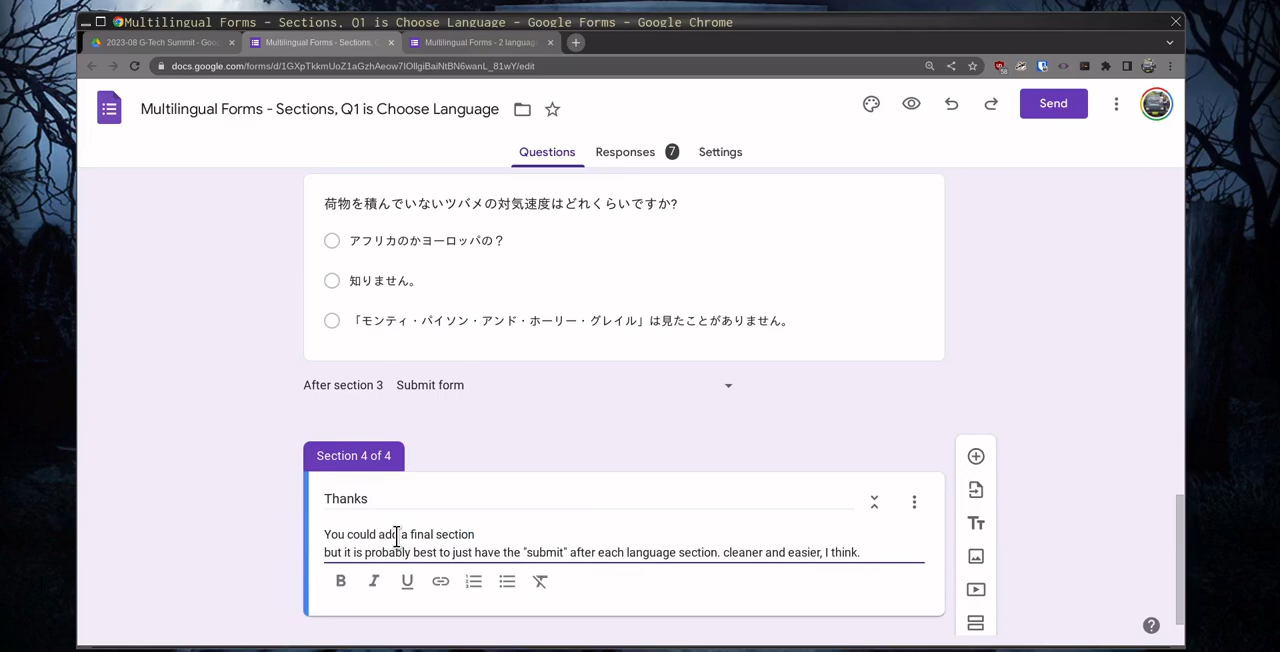 Multilingual Forms - Sections, Q1 is Choose Language - Google Forms - Google Chrome
2023-08 G-Tech Summit - Goo
Multilingual Forms - Sections, C
Multilingual Forms - 2 languag
docs.google.com/forms/d/1GXpTkkmUoZ1aGzhAeow7IOllgiBaiNtBN6wanL_81wY/edit
58
Multilingual Forms - Sections, Q1 is Choose Language
Send
Questions
Responses 7
Settings
荷物を積んでいないツバメの対気速度はどれくらいですか?
アフリカのかヨーロッパの？
知りません。
「モンティ・パイソン・アンド・ホーリー・グレイル」は見たことがありません。
After section 3 Submit form
Section 4 of 4
Thanks
You could add a final section
but it is probably best to just have the "submit" after each language section. cleaner and easier, I think.